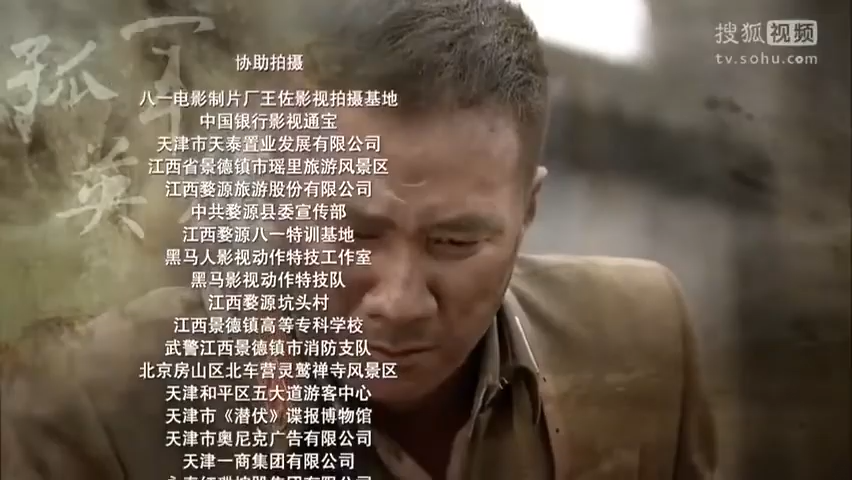 搜狐视频
tv.sohu.com
孤军
英
协助拍摄
八一电影制片厂王佐影视拍摄基地
中国银行影视通宝
天津市天泰置业发展有限公司
江西省景德镇市瑶里旅游风景区
江西婺源旅游股份有限公司
中共婺源县委宣传部
江西婺源八一特训基地
黑马人影视动作特技工作室
黑马影视动作特技队
江西婺源坑头村
江西景德镇高等专科学校
武警江西景德镇市消防支队
北京房山区北车营灵鹫禅寺风景区
天津和平区五大道游客中心
天津市《潜伏》谍报博物馆
天津市奥尼克广告有限公司
天津一商集团有限公司